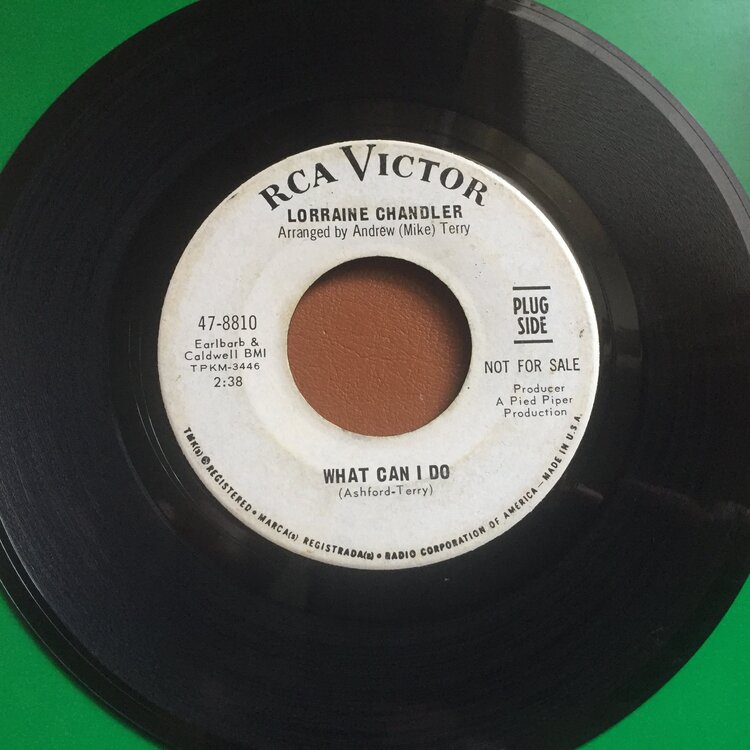 RCA VICTOR
LORRAINE CHANDLER
Arranged by Andrew (Mike) Terry
47-8810
Earlbarb &
Caldwell BMI
TPKM-3446
2:38
PLUG
SIDE
NOT FOR SALE
Producer
A Pied Piper
Production
WHAT CAN I DO
(Ashford-Terry)
TMK(s) ® REGISTERED • MARCA(s) REGISTRADA(s) • RADIO CORPORATION OF AMERICA—MADE IN U.S.A.